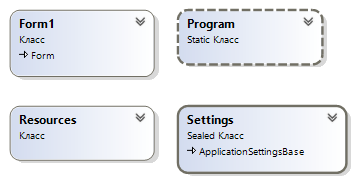 Form1
Класс
Form
Program
Static Класс
Resources
Класс
Settings
Sealed Класс
ApplicationSettingsBase